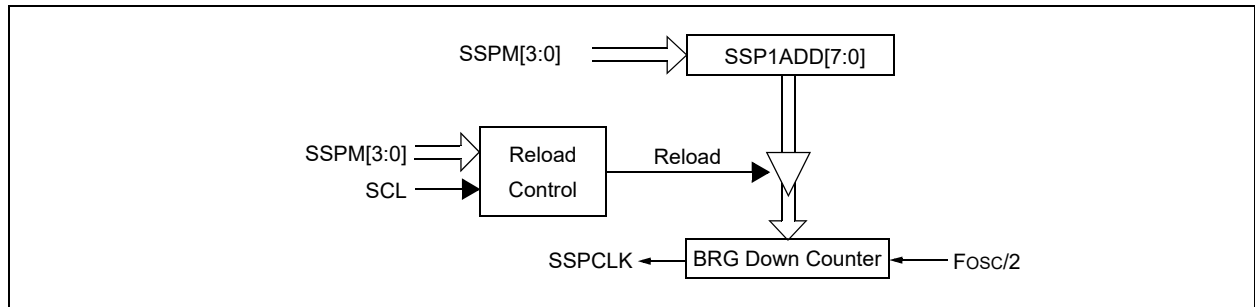 SSPM[3:0]
SSP1ADD[7:0]
SSPM[3:0]
SCL
Reload
Control
Reload
SSPCLK
BRG Down Counter
FOSC/2